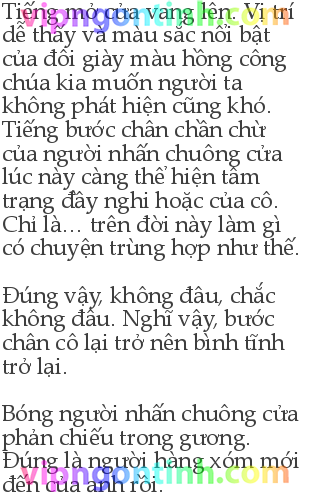 Tiếng mở cửa vang lên. Vị trí
dễ thấy và màu sắc nổi bật
của đôi giày màu hồng công
chúa kia muốn người ta
không phát hiện cũng khó.
Tiếng bước chân chần chừ
của người nhấn chuông cửa
lúc này càng thể hiện tâm
trạng đầy nghi hoặc của cô.
Chỉ là... trên đời này làm gì
có chuyện trùng hợp như thế.
Đúng vậy, không đâu, chắc
không đâu. Nghĩ vậy, bước
chân cô lại trở nên bình tĩnh
trở lại.
Bóng người nhấn chuông cửa
phản chiếu trong gương.
Đúng là người hàng xóm mới
đến của anh rồi.
vipngontinh.com
vipngontinh.com